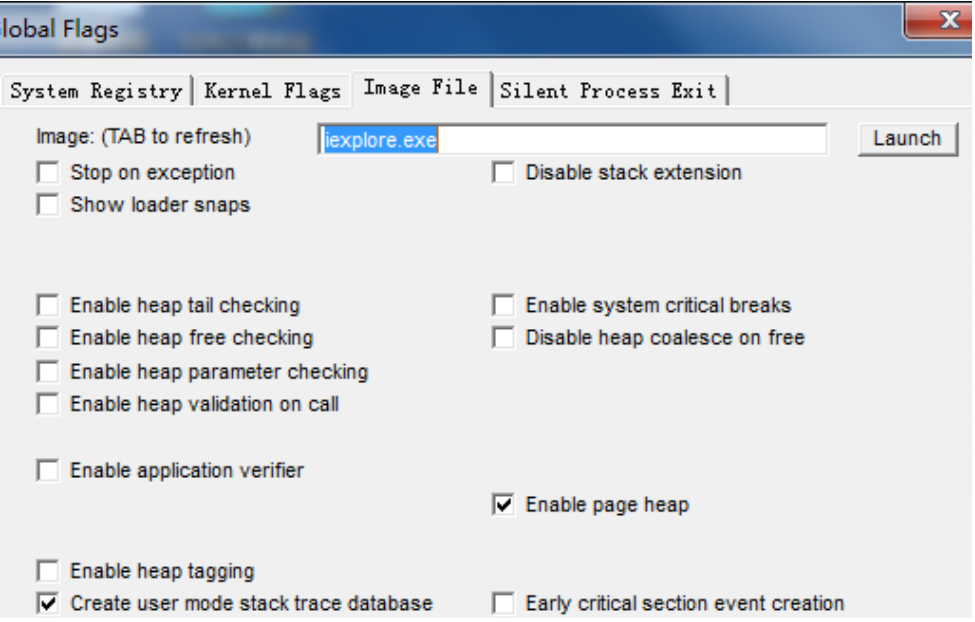 lobal Flags
System Registry Kernel Flags Image File Silent Process Exit
Image: (TAB to refresh) iexplore.exe Launch
Stop on exception Disable stack extension
Show loader snaps
Enable heap tail checking Enable system critical breaks
Enable heap free checking Disable heap coalesce on free
Enable heap parameter checking
Enable heap validation on call
Enable application verifier
Enable page heap
Enable heap tagging
Create user mode stack trace database Early critical section event creation